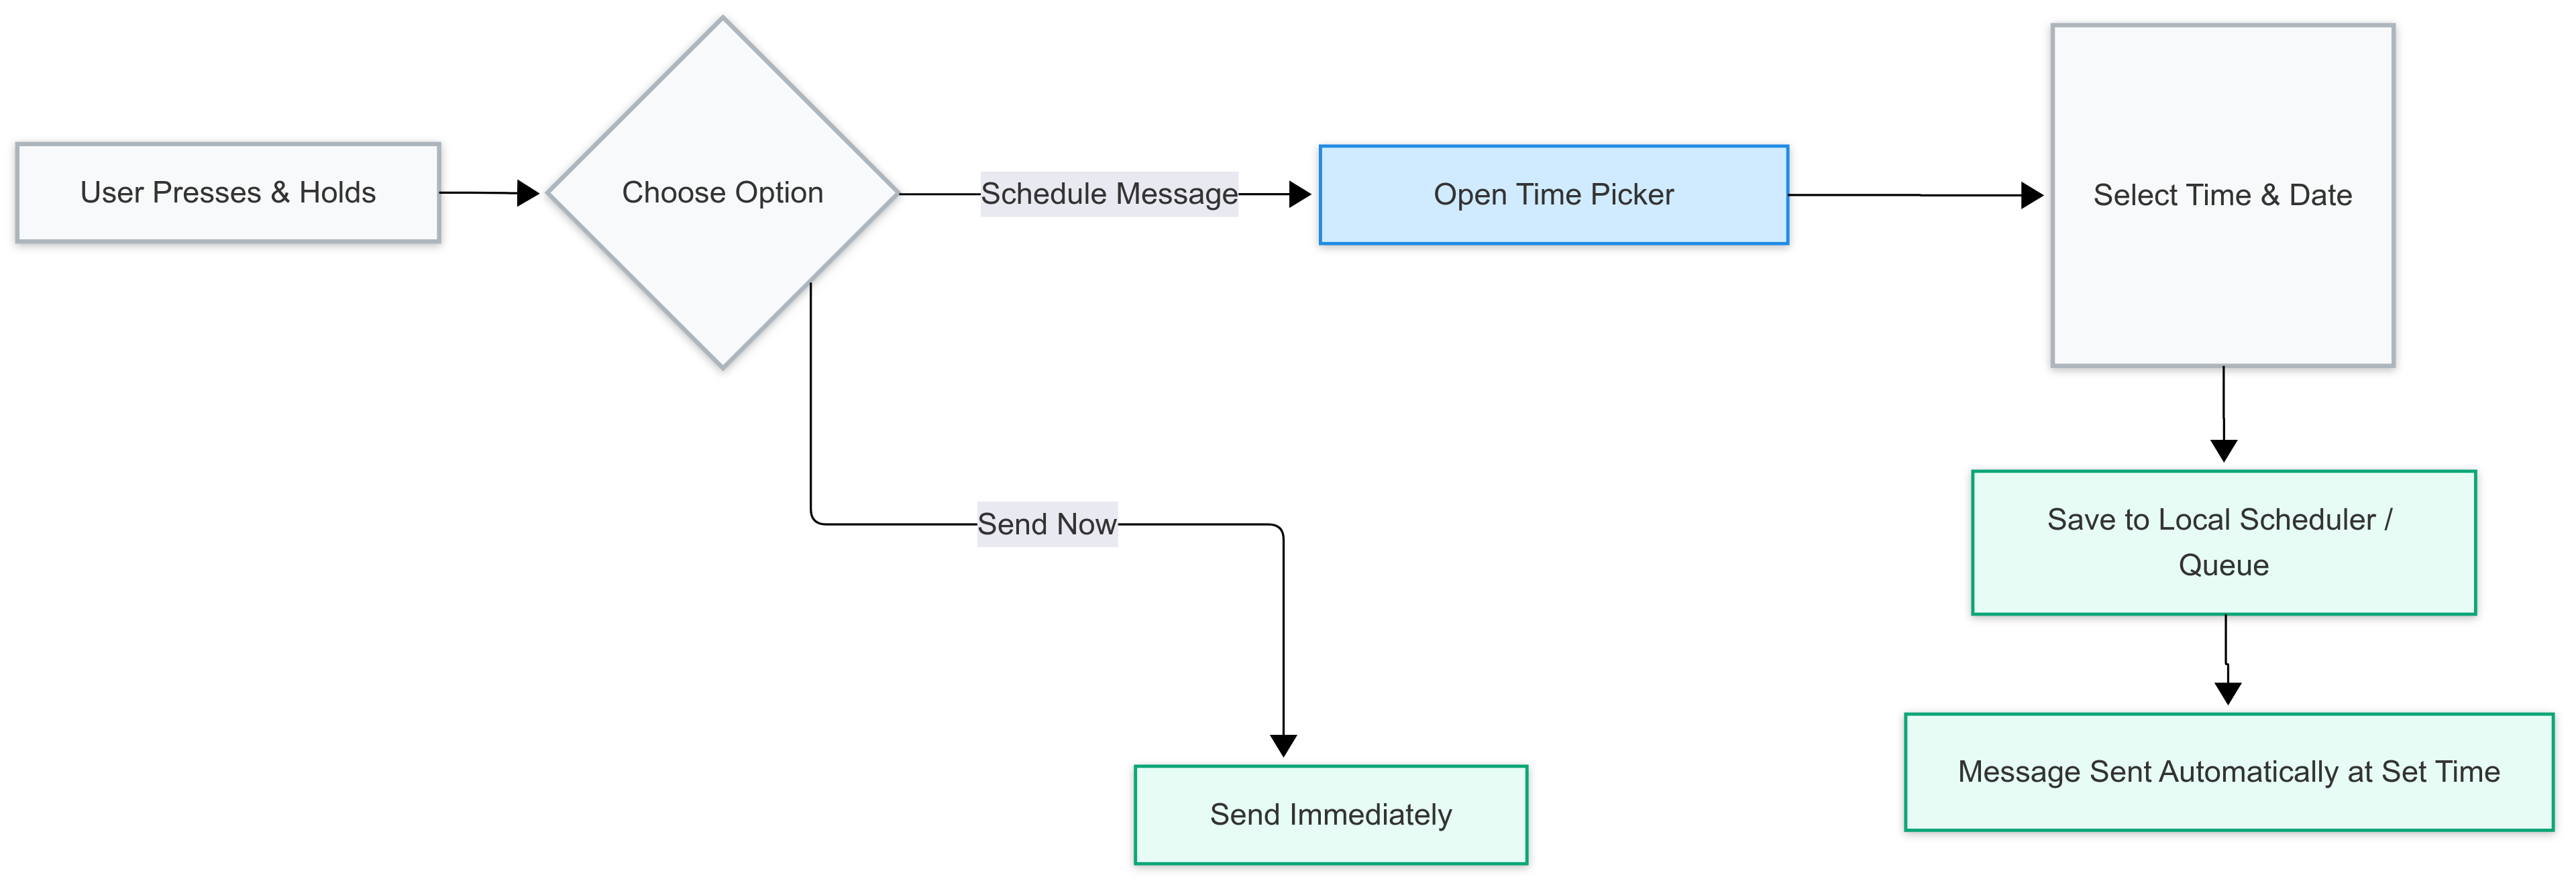 User Presses & Holds
Choose Option
Schedule Message
Open Time Picker
Select Time & Date
Send Now
Save to Local Scheduler /
Queue
Message Sent Automatically at Set Time
Send Immediately